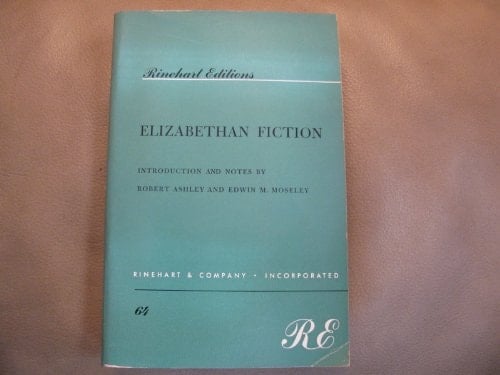 Rinehart Editions
ELIZABETHAN FICTION
INTRODUCTION AND NOTES BY
ROBERT ASHLEY AND EDWIN M. MOSELEY
RINEHART & COMPANY · INCORPORATED
64
RE